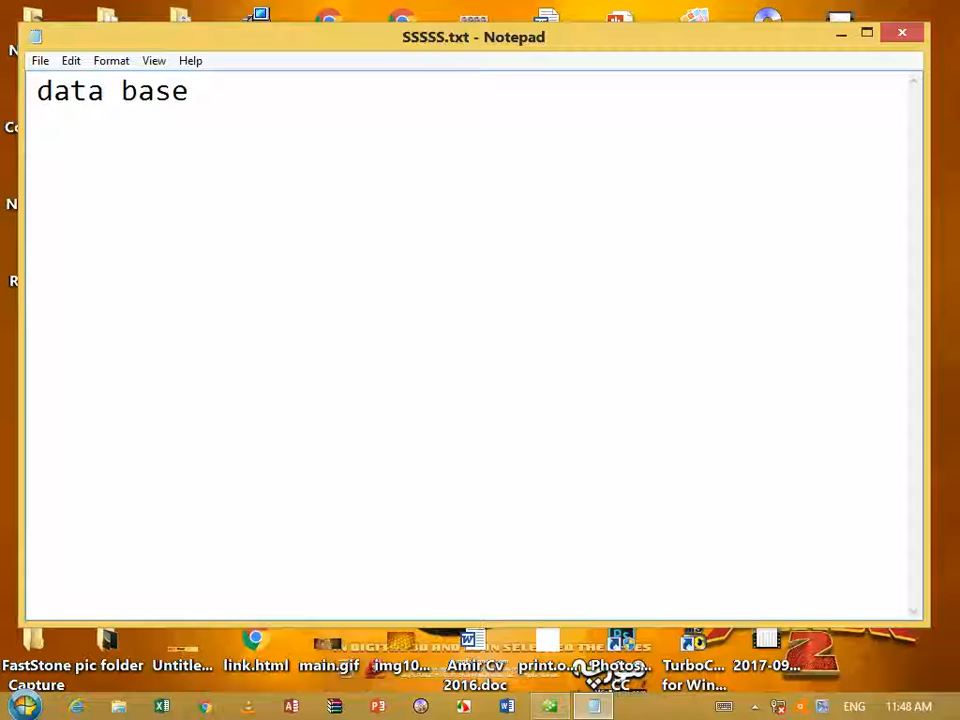 SSSSS.txt - Notepad
File Edit Format View Help
data base
FastStone pic folder Untitle... link.html main.gif img10... Amir Cv print.o... Photos... TurboC... 2017-09...
Capture 2016.doc CC for Win...
ENG 11:48 AM